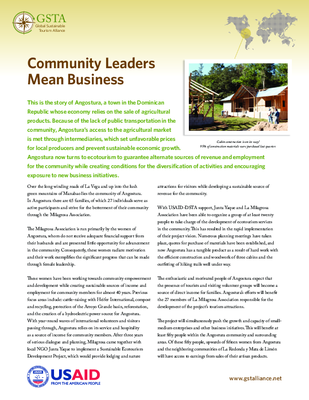 GSTA
Global Sustainable
Tourism Alliance
Community Leaders
Mean Business
This is the story of Angostura, a town in the Dominican
Republic whose economy relies on the sale of agricultural
products. Because of the lack of public transportation in the
community, Angostura's access to the agricultural market
is met through intermediaries, which set unfavorable prices
for local producers and prevent sustainable economic growth.
Angostura now turns to ecotourism to guarantee alternate sources of revenue and employment
for the community while creating conditions for the diversification of activities and encouraging
exposure to new business initiatives.
Cabin construction is on its way!
95% of construction materials were purchased last quarter
Over the long-winding roads of La Vega and up into the lush
green mountains of Manabao lies the community of Angostura.
In Angostura there are 65 families, of which 27 individuals serve as
active participants and strive for the betterment of their community
through the Milagrosa Association.
The Milagrosa Association is run primarily by the women of
Angostura, whom do not receive adequate financial support from
their husbands and are presented little opportunity for advancement
in the community. Consequently, these women radiate motivation
and their work exemplifies the significant progress that can be made
through female leadership.
These women have been working towards community empowerment
and development while creating sustainable sources of income and
employment for community members for almost 40 years. Previous
focus areas include: cattle-raising with Heifer International, compost
and recycling, promotion of the Arroyo Grande basin, reforestation,
and the creation of a hydroelectric power source for Angostura.
With year-round waves of international volunteers and visitors
passing through, Angostura relies on its service and hospitality
as a source of income for community members. After three years
of serious dialogue and planning, Milagrosa came together with
local NGO Junta Yaque to implement a Sustainable Ecotourism
Development Project, which would provide lodging and nature
attractions for visitors while developing a sustainable source of
revenue for the community.
With USAID-DSTA support, Junta Yaque and La Milagrosa
Association have been able to organize a group of at least twenty
people to take charge of the development of ecotourism services
in the community. This has resulted in the rapid implementation
of their project vision. Numerous planning meetings have taken
place, quotes for purchase of materials have been established, and
now Angostura has a tangible product as a result of hard work with
the efficient construction and woodwork of three cabins and the
outfitting of hiking trails well under way.
The enthusiastic and motivated people of Angostura expect that
the presence of tourists and visiting volunteer groups will become a
source of direct income for families. Angostura's efforts will benefit
the 27 members of La Milagrosa Association responsible for the
development of the project's tourism attractions.
The project will simultaneously push the growth and capacity of small-
medium enterprises and other business initiatives. This will benefit at
least fifty people within the Angostura community and surrounding
areas. Of these fifty people, upwards of fifteen women from Angostura
and the neighboring communities of La Redonda and Mata de Limón
will have access to earnings from sales of their artisan products.
USAID
FROM THE AMERICAN PEOPLE
www.gstalliance.net